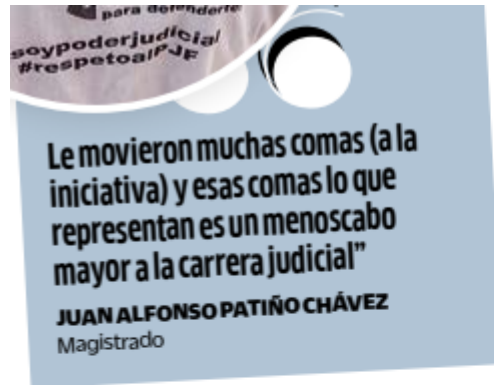 para defenderte
soypoderjudicial
#respetoalPJF
Le movieron muchas comas (a la
iniciativa) y esas comas lo que
representan es un menoscabo
mayor a la carrera judicial”
JUAN ALFONSO PATIÑO CHÁVEZ
Magistrado